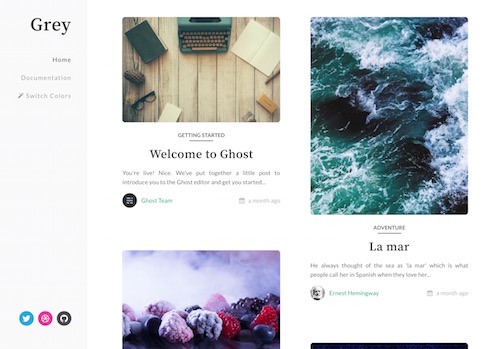 Grey
Home
Documentation
Switch Colors
GETTING STARTED
Welcome to Ghost
You're live! Nice. We've put together a little post to
introduce you to the Ghost editor and get you started...
Ghost Team
a month ago
ADVENTURE
La mar
He always thought of the sea as 'la mar' which is what
people call her in Spanish when they love her...
Ernest Hemingway
a month ago